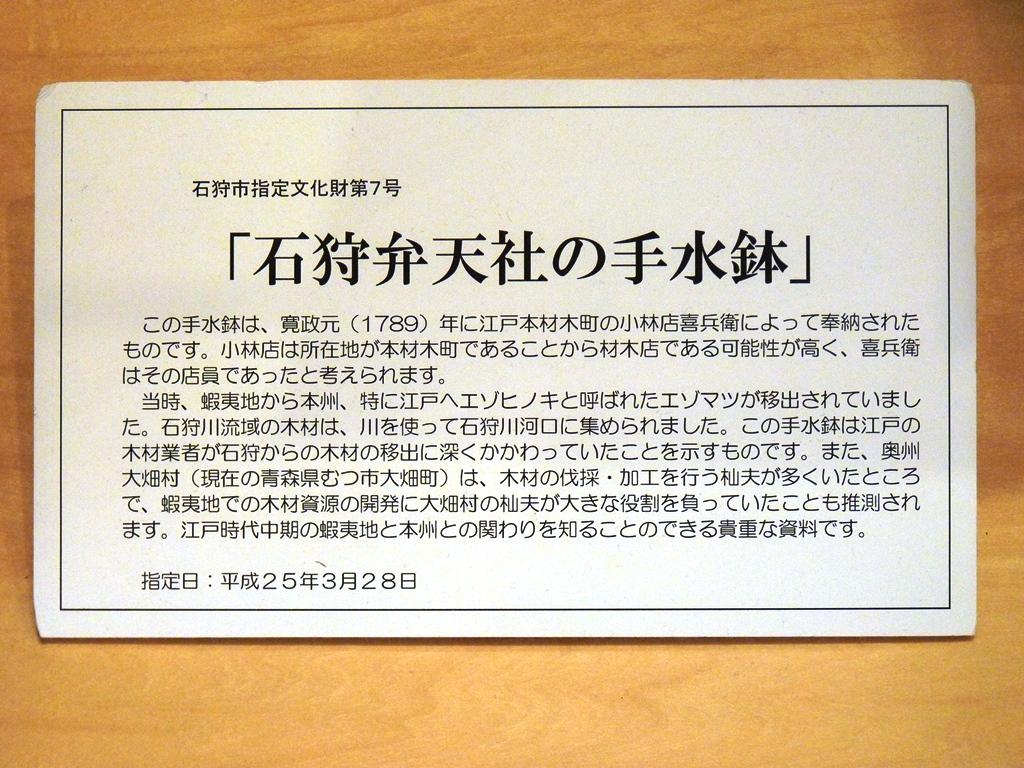 石狩市指定文化財第7号
「石狩弁天社の手水鉢」
この手水鉢は、寛政元（1789）年に江戸本材木町の小林店喜兵衛によって奉納された
ものです。小林店は所在地が本材木町であることから材木店である可能性が高く、喜兵衛
はその店員であったと考えられます。
当時、蝦夷地から本州、特に江戸へエゾヒノキと呼ばれたエゾマツが移出されていまし
た。石狩川流域の木材は、川を使って石狩川河口に集められました。この手水鉢は江戸の
木材業者が石狩からの木材の移出に深くかかわっていたことを示すものです。また、奥州
大畑村（現在の青森県むつ市大畑町）は、木材の伐採・加工を行う杣夫が多くいたところ
で、蝦夷地での木材資源の開発に大畑村の杣夫が大きな役割を負っていたことも推測され
ます。江戸時代中期の蝦夷地と本州との関わりを知ることのできる貴重な資料です。
指定日：平成２５年３月２８日